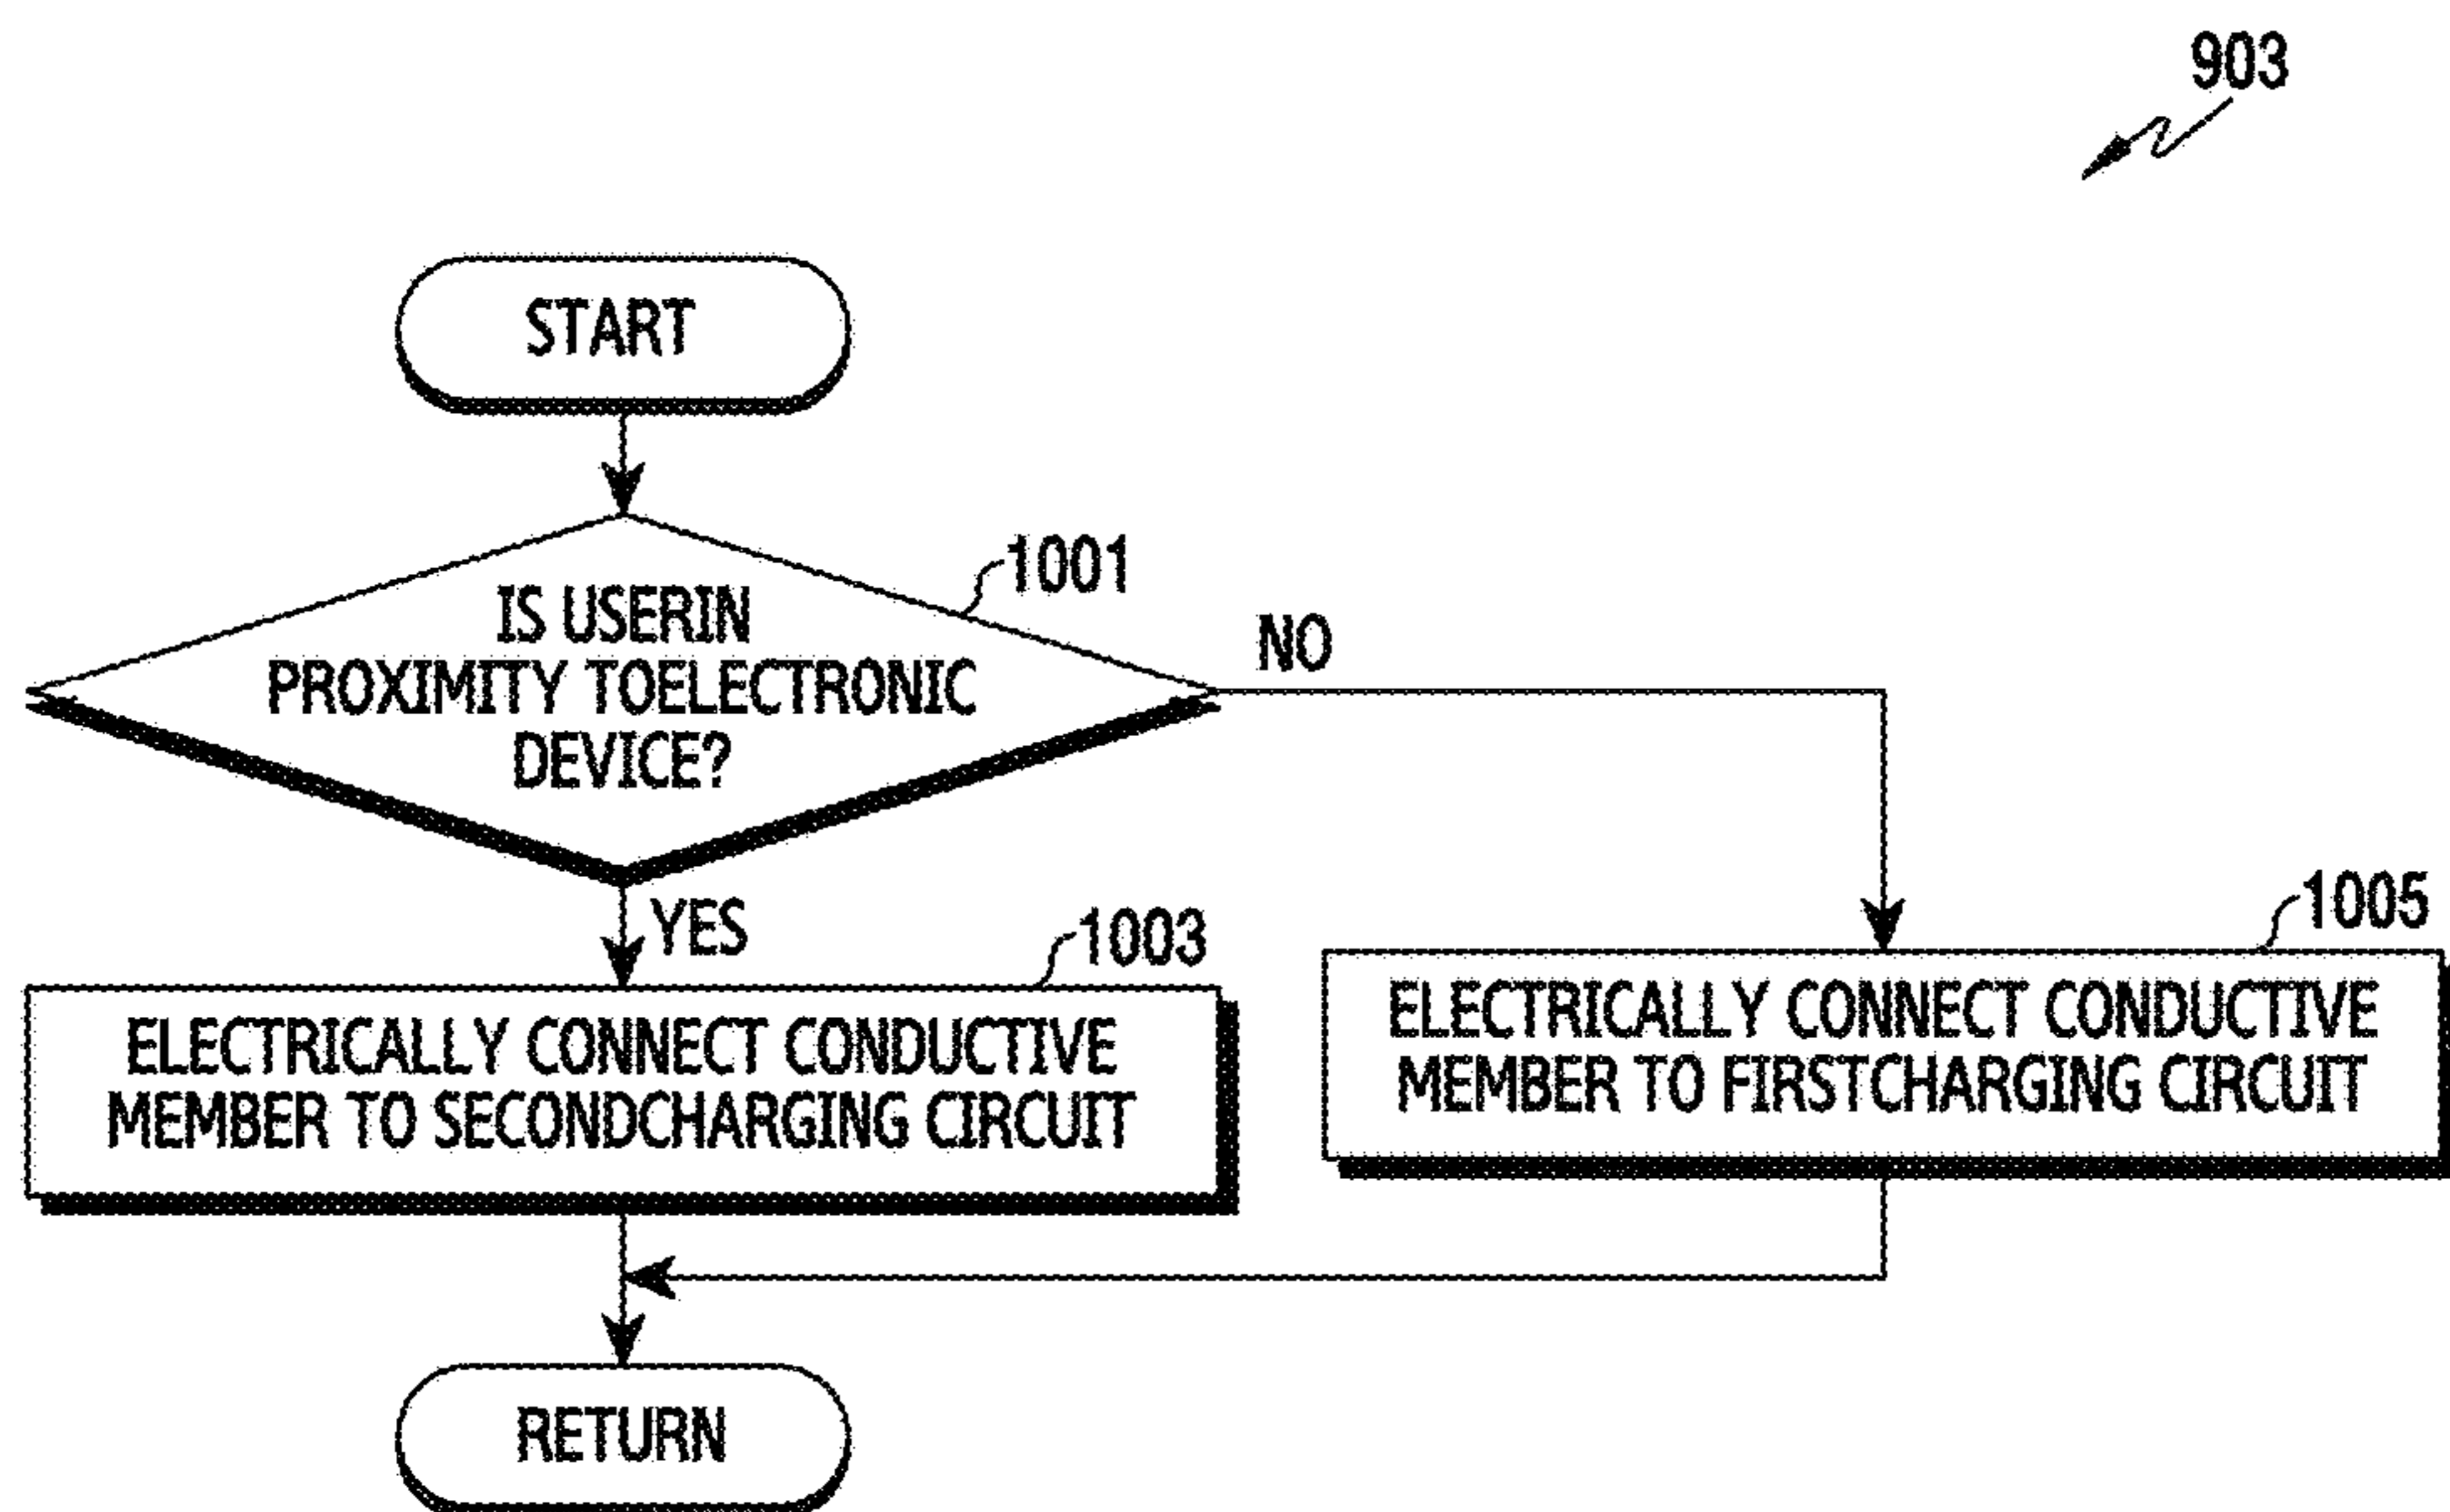 903
START
1001
IS USERIN
PROXIMITY TOELECTRONIC
DEVICE?
NO
YES
1003
ELECTRICALLY CONNECT CONDUCTIVE
MEMBER TO SECONDCHARGING CIRCUIT
1005
ELECTRICALLY CONNECT CONDUCTIVE
MEMBER TO FIRSTCHARGING CIRCUIT
RETURN